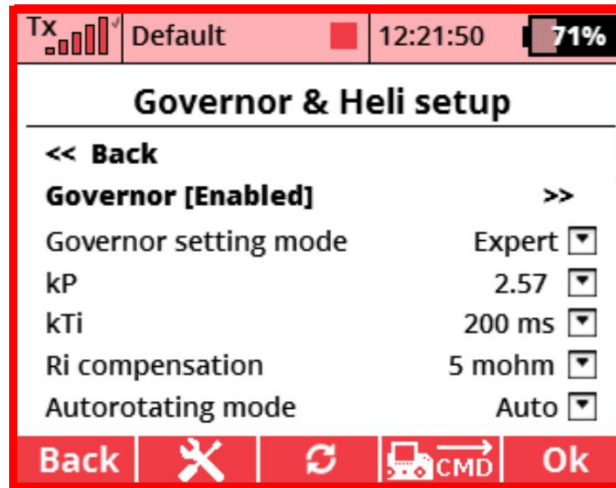 Tx Default 12:21:50 71%
Governor & Heli setup
<< Back
Governor [Enabled] >>
Governor setting mode Expert
kP 2.57
kTi 200 ms
Ri compensation 5 mohm
Autorotating mode Auto
Back CMD Ok